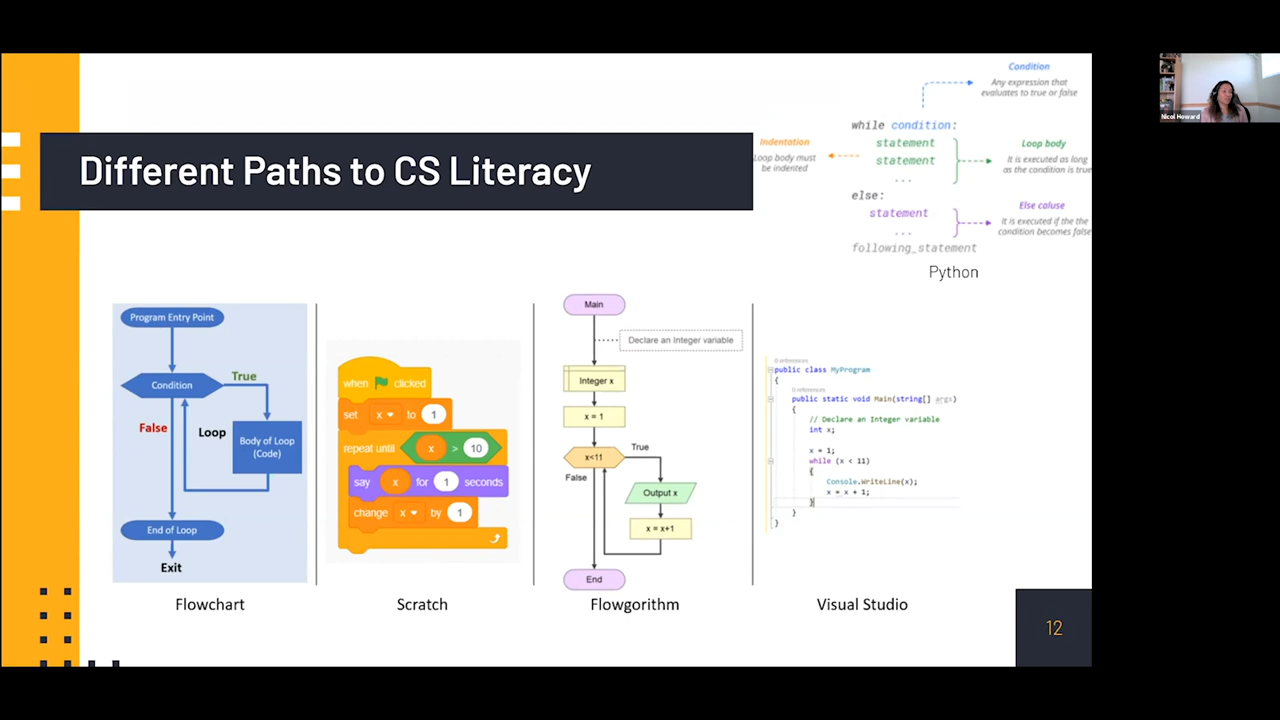 Different Paths to CS Literacy
Condition
Any expression that
evaluates to true or false
while condition:
Indentation
Loop body must
be indented
statement
statement
...
Loop body
It is executed as long
as the condition is true
else:
statement
...
Else caluse
It is executed if the the
condition becomes false
following_statement
Python
Nicol Howard
Program Entry Point
Condition
True
False
Loop
Body of Loop
(Code)
End of Loop
Exit
Flowchart
when clicked
set x to 1
repeat until x > 10
say x for 1 seconds
change x by 1
Scratch
Main
Declare an Integer variable
Integer x
x = 1
x<11
True
False
Output x
x = x+1
End
Flowgorithm
0 references
public class MyProgram
{
0 references
public static void Main(string[] args)
{
// Declare an Integer variable
int x;
x = 1;
while (x < 11)
{
Console.WriteLine(x);
x = x + 1;
}
}
}
Visual Studio
12